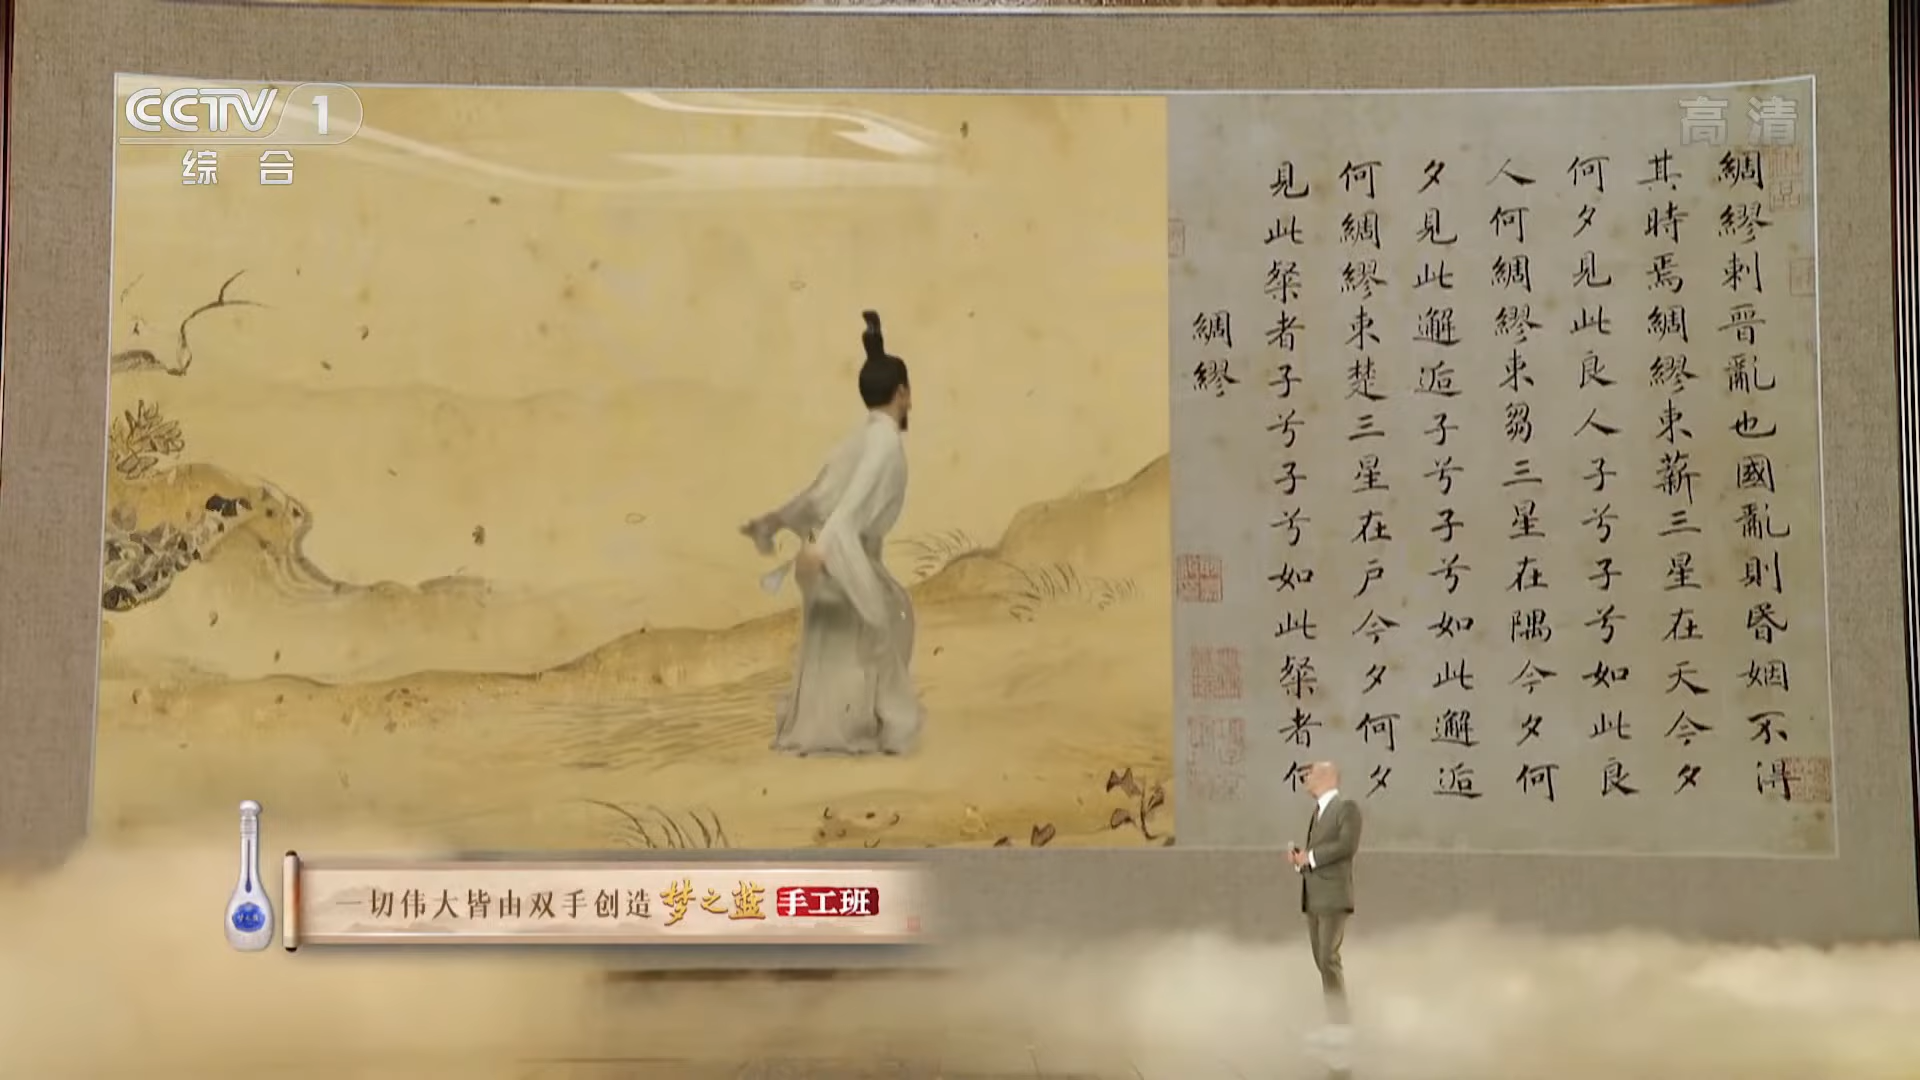 CCTV 1
综合
高清
綢繆刺晋亂也國亂則昬姻不得
其時焉綢繆束薪三星在天今夕
何夕見此良人子兮子兮如此良
人何綢繆束芻三星在隅今夕何
夕見此邂逅子兮子兮如此邂逅
何綢繆束楚三星在戶今夕何夕
見此粲者子兮子兮如此粲者何
綢繆
一切伟大皆由双手创造 梦之蓝 手工班